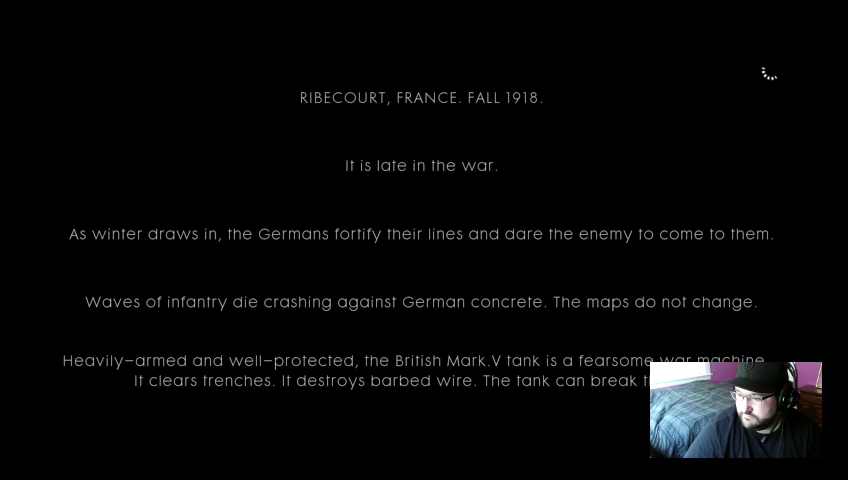 RIBECOURT, FRANCE. FALL 1918.
It is late in the war.
As winter draws in, the Germans fortify their lines and dare the enemy to come to them.
Waves of infantry die crashing against German concrete. The maps do not change.
Heavily-armed and well-protected, the British Mark.V tank is a fearsome war machine.
It clears trenches. It destroys barbed wire. The tank can break